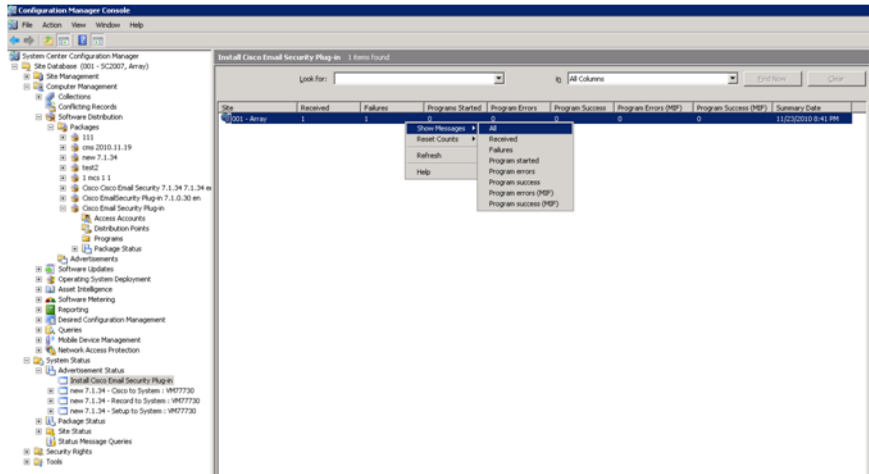 Configuration Manager Console
File Action View Window Help
System Center Configuration Manager
Site Database (001 - SC2007, Array)
Site Management
Computer Management
Collections
Conflicting Records
Software Distribution
Packages
111
cms 2010.11.19
new 7.1.34
test2
1 mcs 1 1
Cisco Cisco Email Security 7.1.34 7.1.34 en
Cisco EmailSecurity Plug-in 7.1.0.30 en
Cisco Email Security Plug-in
Access Accounts
Distribution Points
Programs
Package Status
Advertisements
Software Updates
Operating System Deployment
Asset Intelligence
Software Metering
Reporting
Desired Configuration Management
Queries
Mobile Device Management
Network Access Protection
System Status
Advertisement Status
Install Cisco Email Security Plug-in
new 7.1.34 - Cisco to System : VM77730
new 7.1.34 - Record to System : VM77730
new 7.1.34 - Setup to System : VM77730
Package Status
Site Status
Status Message Queries
Security Rights
Tools
Install Cisco Email Security Plug-in 1 items found
Look for: in All Columns Find Now Clear
Site Received Failures Programs Started Program Errors Program Success Program Errors (MIF) Program Success (MIF) Summary Date
001 - Array 1 1 0 0 0 0 0 11/23/2010 8:41 PM
Show Messages
Reset Counts
Refresh
Help
All
Received
Failures
Program started
Program errors
Program success
Program errors (MIF)
Program success (MIF)